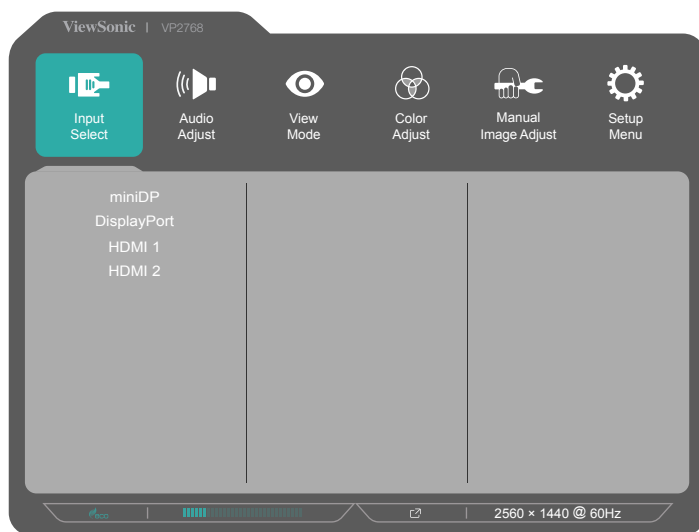 ViewSonic | VP2768
Input
Select
Audio
Adjust
View
Mode
Color
Adjust
Manual
Image Adjust
Setup
Menu
miniDP
DisplayPort
HDMI 1
HDMI 2
eco | | 2560 × 1440 @ 60Hz